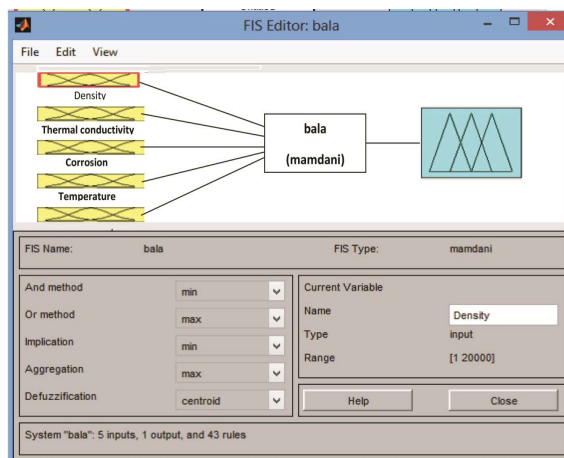 FIS Editor: bala
File Edit View
Density
Thermal conductivity
Corrosion
Temperature
bala
(mamdani)
FIS Name: bala FIS Type: mamdani
And method min
Or method max
Implication min
Aggregation max
Defuzzification centroid
Current Variable
Name Density
Type input
Range [1 20000]
Help Close
System "bala": 5 inputs, 1 output, and 43 rules